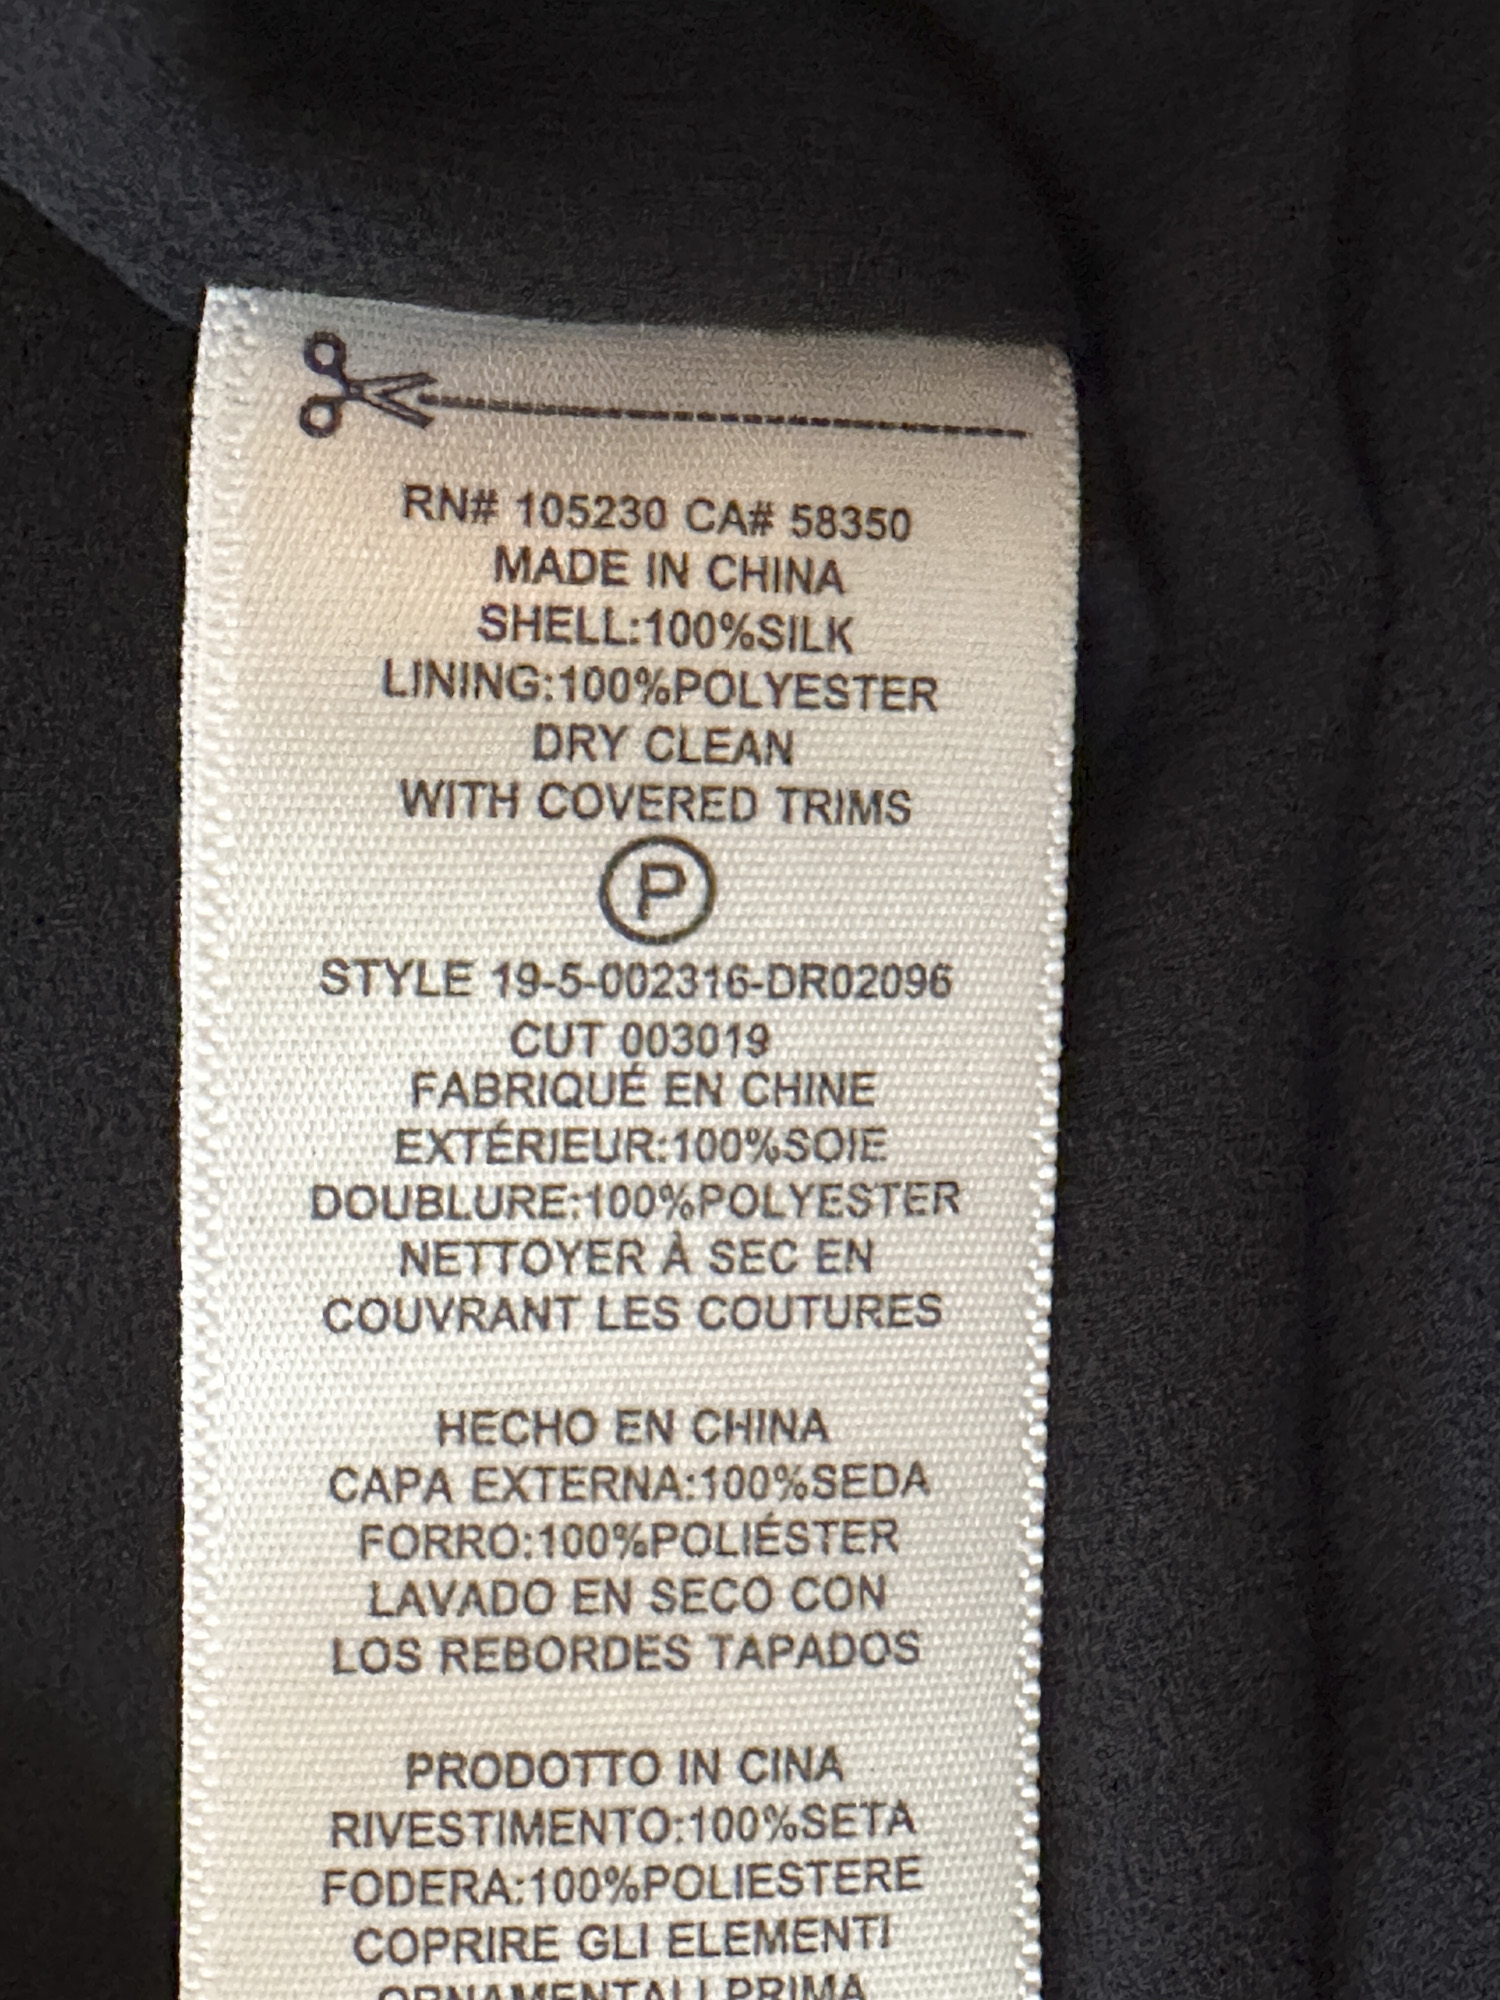 RN# 105230 CA# 58350
MADE IN CHINA
SHELL:100%SILK
LINING:100%POLYESTER
DRY CLEAN
WITH COVERED TRIMS
P
STYLE 19-5-002316-DR02096
CUT 003019
FABRIQUÉ EN CHINE
EXTÉRIEUR:100%SOIE
DOUBLURE:100%POLYESTER
NETTOYER À SEC EN
COUVRANT LES COUTURES
HECHO EN CHINA
CAPA EXTERNA:100%SEDA
FORRO:100%POLIÉSTER
LAVADO EN SECO CON
LOS REBORDES TAPADOS
PRODOTTO IN CINA
RIVESTIMENTO:100%SETA
FODERA:100%POLIESTERE
COPRIRE GLI ELEMENTI
ORNAMENTALI PRIMA